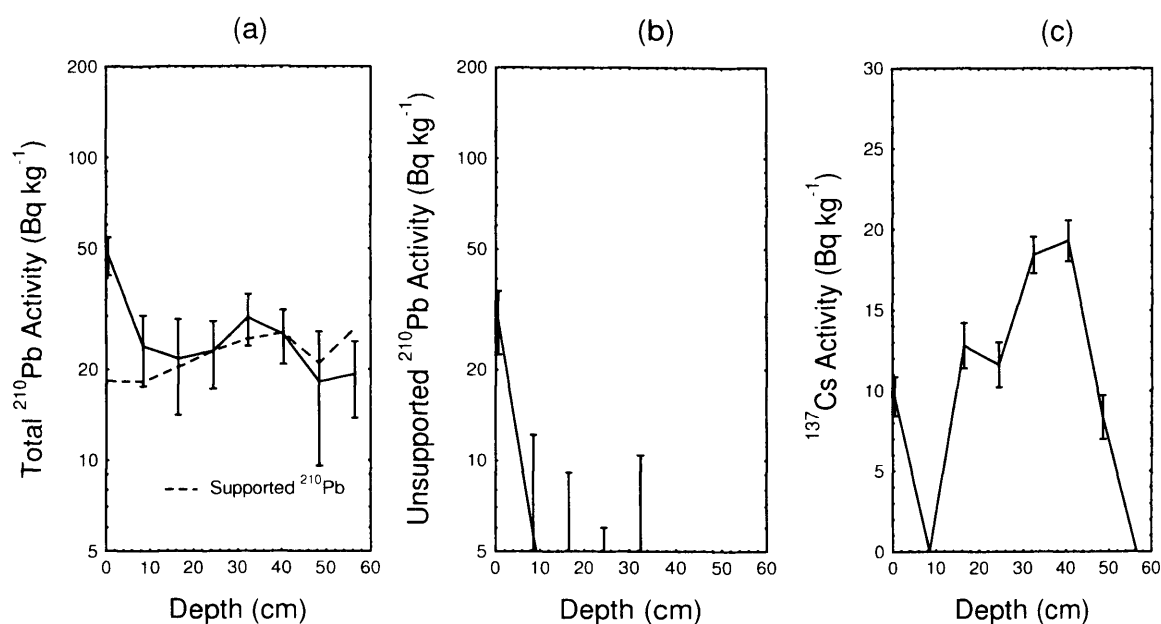 (a)
Total ²¹⁰Pb Activity (Bq kg⁻¹)
200
100
50
20
10
5
--- Supported ²¹⁰Pb
0 10 20 30 40 50 60
Depth (cm)
(b)
Unsupported ²¹⁰Pb Activity (Bq kg⁻¹)
200
100
50
20
10
5
0 10 20 30 40 50 60
Depth (cm)
(c)
¹³⁷Cs Activity (Bq kg⁻¹)
30
25
20
15
10
5
0
0 10 20 30 40 50 60
Depth (cm)